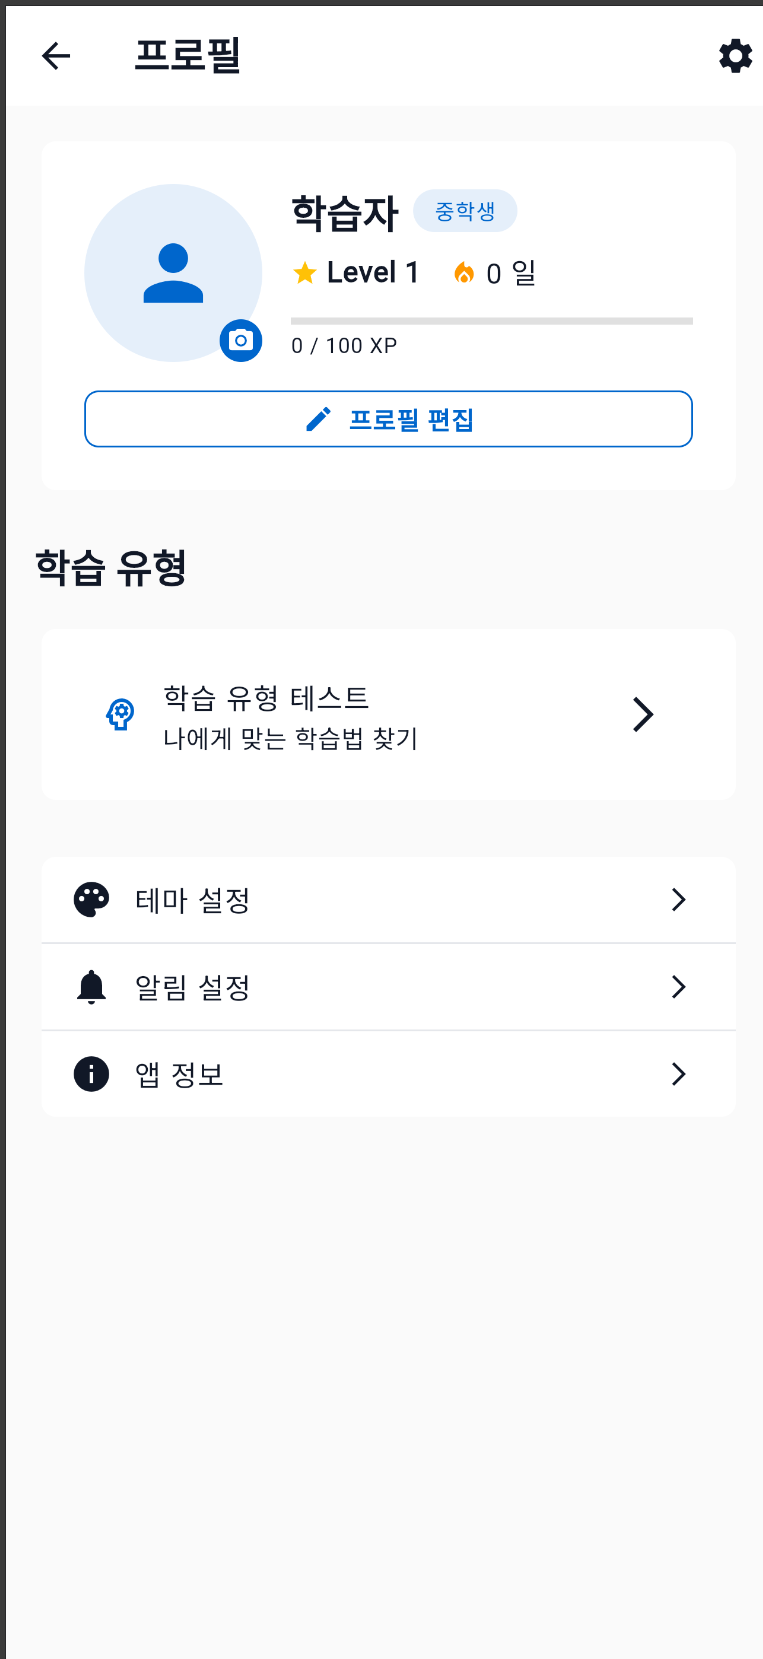 프로필
학습자 중학생
Level 1 0 일
0 / 100 XP
프로필 편집
학습 유형
학습 유형 테스트
나에게 맞는 학습법 찾기
테마 설정
알림 설정
앱 정보